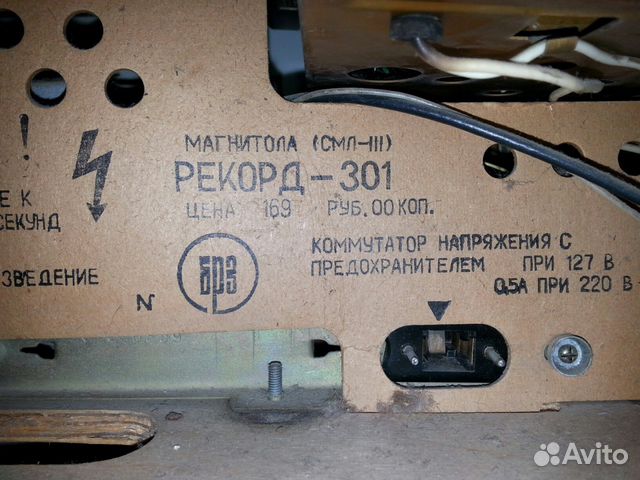 !
МАГНИТОЛА (СМЛ-III)
РЕКОРД-301
ЦЕНА 169 РУБ. 00 КОП.
Е К
СЕКУНД
ЗВЕДЕНИЕ
N
БРЗ
КОММУТАТОР НАПРЯЖЕНИЯ С
ПРЕДОХРАНИТЕЛЕМ ПРИ 127 В
0,5А ПРИ 220 В
Avito